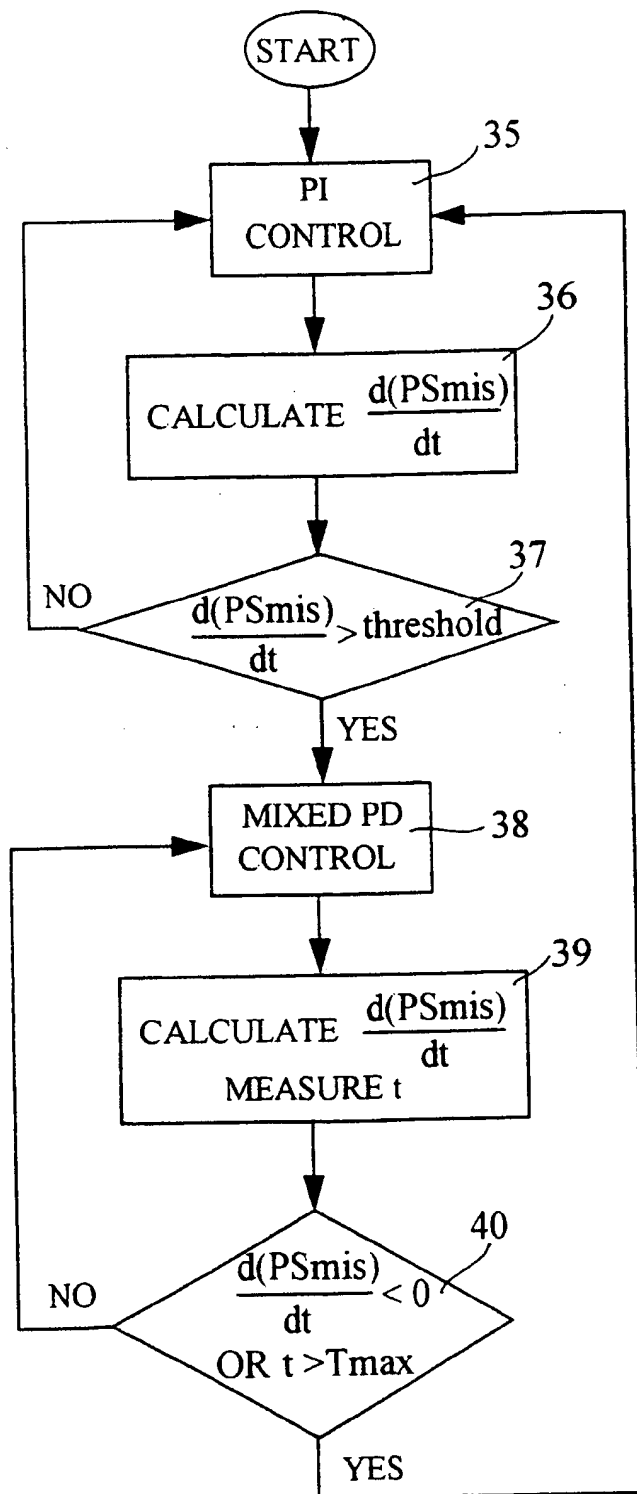 START
35
PI
CONTROL
36
CALCULATE d(PSmis)
dt
37
NO
d(PSmis)
dt
> threshold
YES
MIXED PD
CONTROL
38
39
CALCULATE d(PSmis)
dt
MEASURE t
40
NO
d(PSmis)
dt
< 0
OR t >Tmax
YES